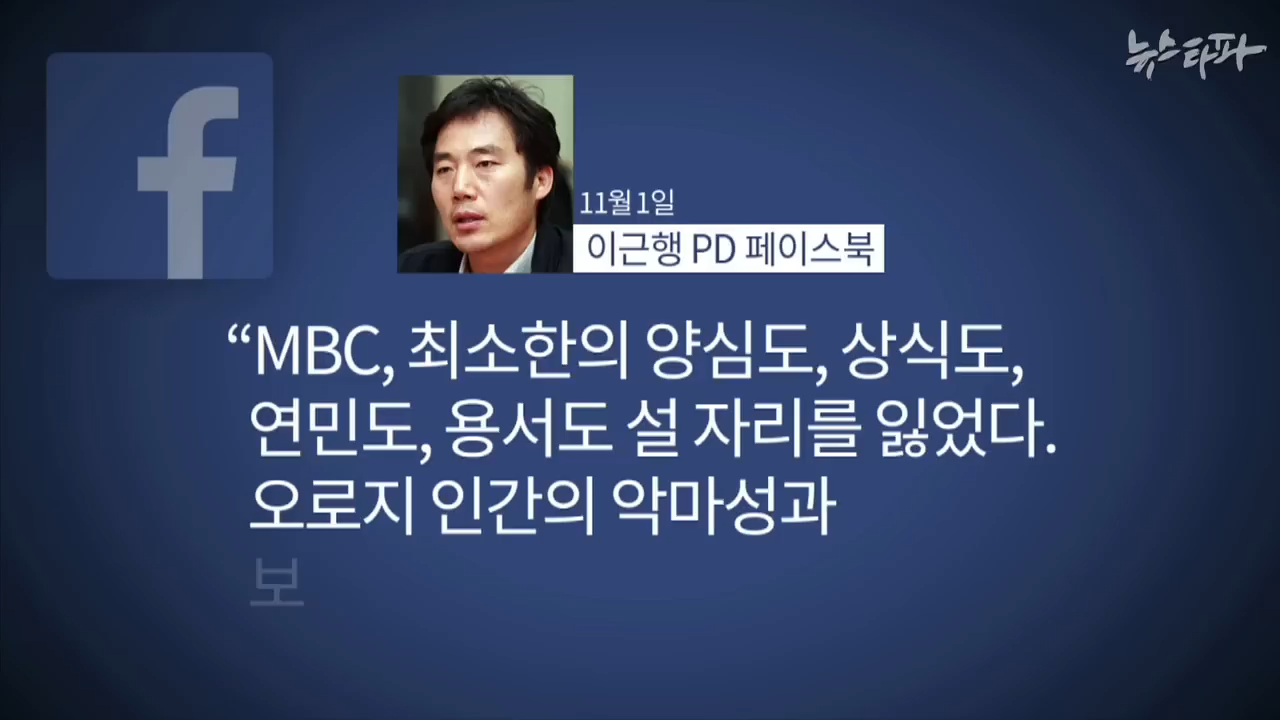 뉴스타파
11월 1일
이근행 PD 페이스북
“MBC, 최소한의 양심도, 상식도,
연민도, 용서도 설 자리를 잃었다.
오로지 인간의 악마성과
보